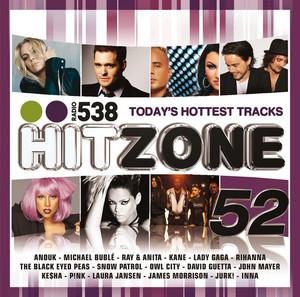 RADIO 538
TODAY'S HOTTEST TRACKS
HITZONE
52
ANOUK - MICHAEL BUBLÉ - RAY & ANITA - KANE - LADY GAGA - RIHANNA
THE BLACK EYED PEAS - SNOW PATROL - OWL CITY - DAVID GUETTA - JOHN MAYER
KE$HA - P!NK - LAURA JANSEN - JAMES MORRISON - JURK! - INNA